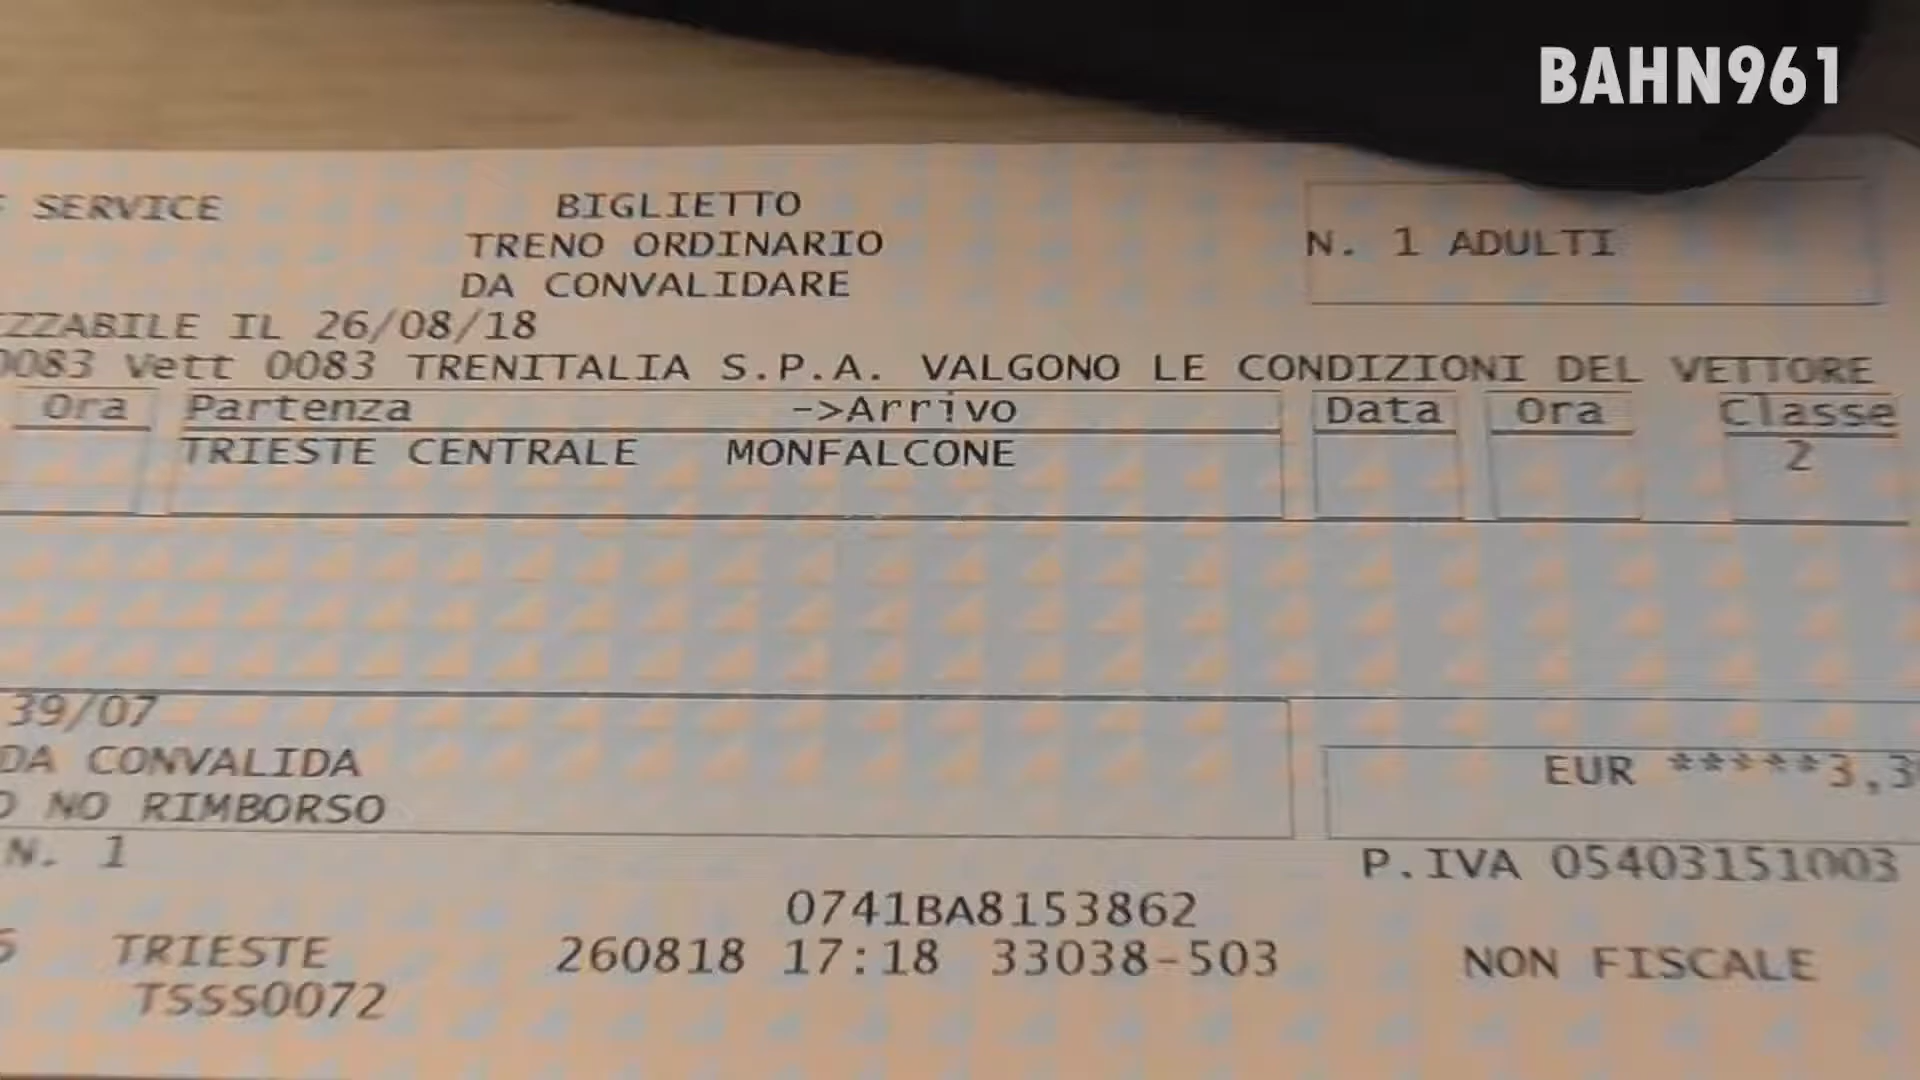 BAHN961
SERVICE
BIGLIETTO
N. 1 ADULTI
TRENO ORDINARIO
DA CONVALIDARE
IL 26/08/18
Vett 0083 TRENITALIA S.P.A. VALGONO LE CONDIZIONI DEL VETTORE
Ora Partenza ->Arrivo Data Ora Classe
TRIESTE CENTRALE MONFALCONE 2
39/07
DA CONVALIDA
NO RIMBORSO
EUR *****3,3
N. 1
P.IVA 05403151003
0741BA8153862
TRIESTE 260818 17:18 33038-503 NON FISCALE
TSSS0072